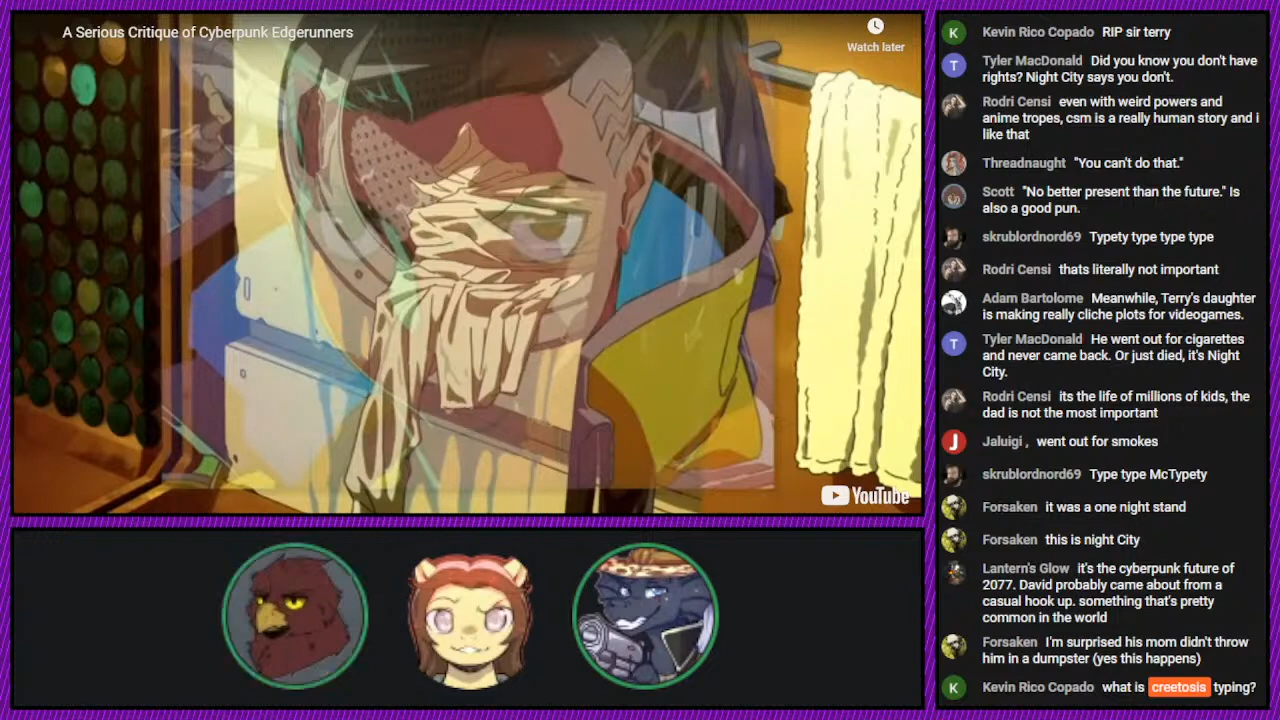 A Serious Critique of Cyberpunk Edgerunners
Watch later
YouTube
K
Kevin Rico Copado RIP sir terry
T
Tyler MacDonald Did you know you don't have
rights? Night City says you don't.
Rodri Censi even with weird powers and
anime tropes, csm is a really human story and i
like that
Threadnaught "You can't do that."
Scott "No better present than the future." Is
also a good pun.
skrublordnord69 Typety type type type
Rodri Censi thats literally not important
Adam Bartolome Meanwhile, Terry's daughter
is making really cliche plots for videogames.
T
Tyler MacDonald He went out for cigarettes
and never came back. Or just died, it's Night
City.
Rodri Censi its the life of millions of kids, the
dad is not the most important
J
Jaluigi , went out for smokes
skrublordnord69 Type type McTypety
Forsaken it was a one night stand
Forsaken this is night City
Lantern's Glow it's the cyberpunk future of
2077. David probably came about from a
casual hook up. something that's pretty
common in the world
Forsaken I'm surprised his mom didn't throw
him in a dumpster (yes this happens)
K
Kevin Rico Copado what is creetosis typing?